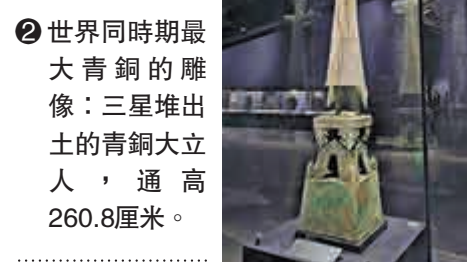 ❷ 世界同時期最
大青銅的雕
像：三星堆出
土的青銅大立
人，通高
260.8厘米。